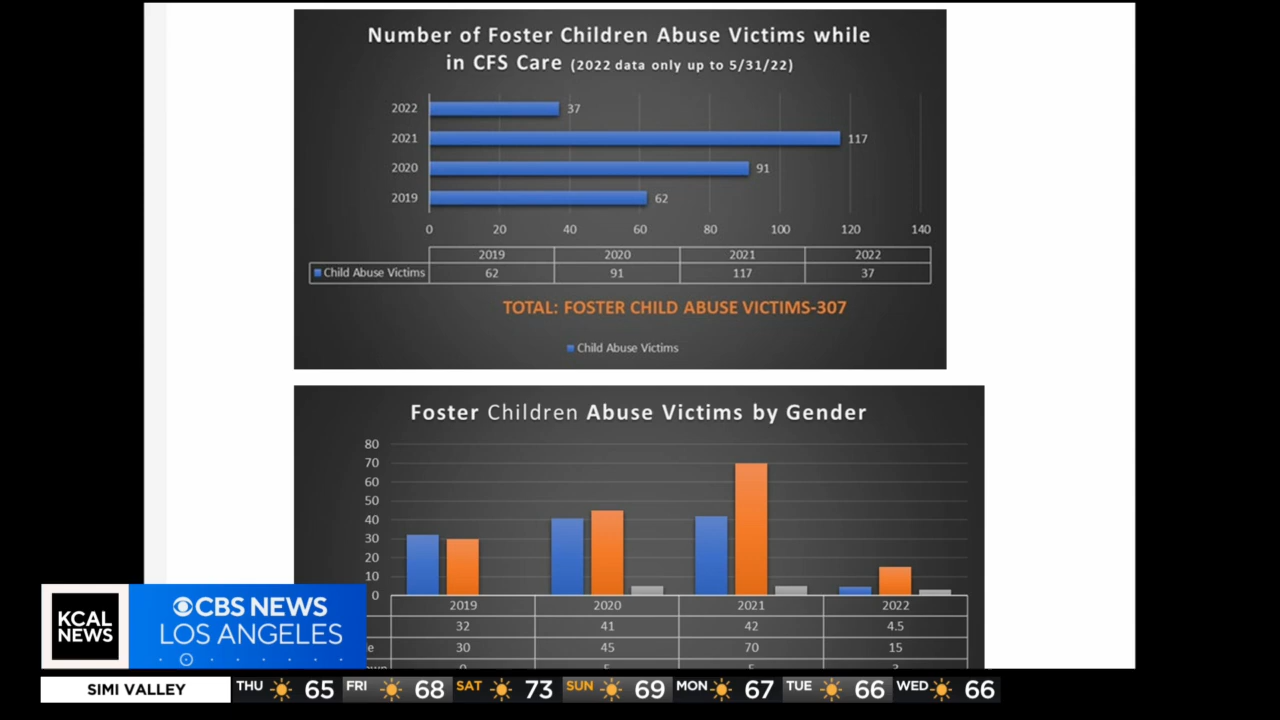 Number of Foster Children Abuse Victims while
in CFS Care (2022 data only up to 5/31/22)
2022 37
2021 117
2020 91
2019 62
0 20 40 60 80 100 120 140
2019 2020 2021 2022
Child Abuse Victims 62 91 117 37
TOTAL: FOSTER CHILD ABUSE VICTIMS-307
Child Abuse Victims
Foster Children Abuse Victims by Gender
80
70
60
50
40
30
20
10
0
2019 2020 2021 2022
32 41 42 4.5
30 45 70 15
KCAL
NEWS
CBS NEWS
LOS ANGELES
SIMI VALLEY THU 65 FRI 68 SAT 73 SUN 69 MON 67 TUE 66 WED 66